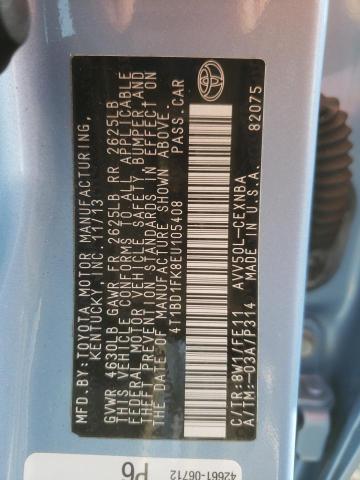 MFD.BY: TOYOTA MOTOR MANUFACTURING,
KENTUCKY, INC. 11/13
GVWR 4630LB GAWR FR 2625LB RR 2625LB
THIS VEHICLE CONFORMS TO ALL APPLICABLE
FEDERAL MOTOR VEHICLE SAFETY, BUMPER, AND
THEFT PREVENTION STANDARDS IN EFFECT ON THE
DATE OF MANUFACTURE SHOWN ABOVE.
4T1BD1FK8EU105408 PASS.CAR
C/TR:8W1/FE11 AVV50L-CEXNBA
A/TM:-03A/P314 MADE IN U.S.A.
82075
TOYOTA
42661-06712
P6